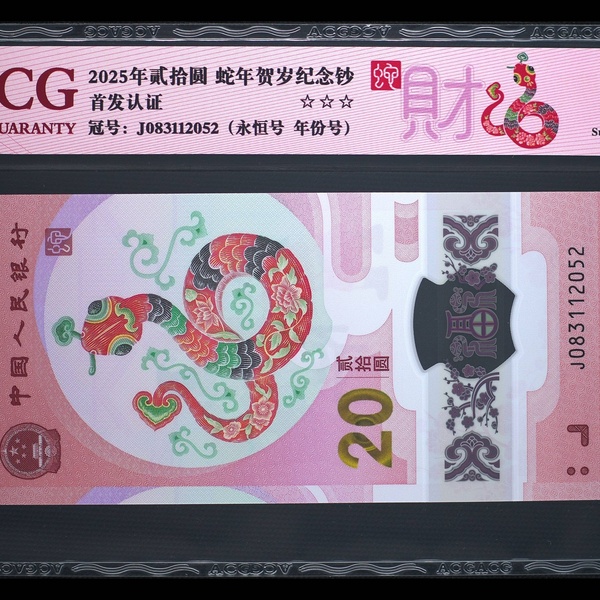 CG
UARANTY
2025年贰拾圆 蛇年贺岁纪念钞
首发认证
☆☆☆
冠号：J083112052（永恒号 年份号）
财
中国人民银行
贰拾圆
20
J083112052